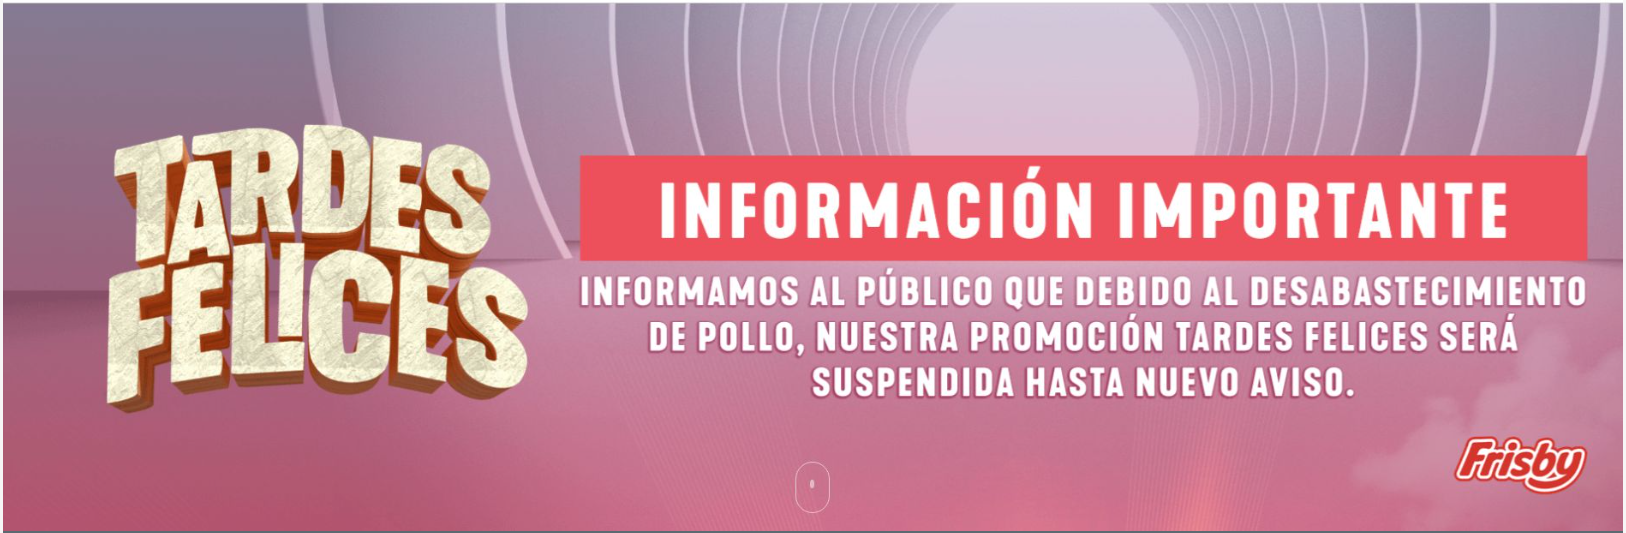 TARDES
FELICES
INFORMACIÓN IMPORTANTE
INFORMAMOS AL PÚBLICO QUE DEBIDO AL DESABASTECIMIENTO
DE POLLO, NUESTRA PROMOCIÓN TARDES FELICES SERÁ
SUSPENDIDA HASTA NUEVO AVISO.
Frisby